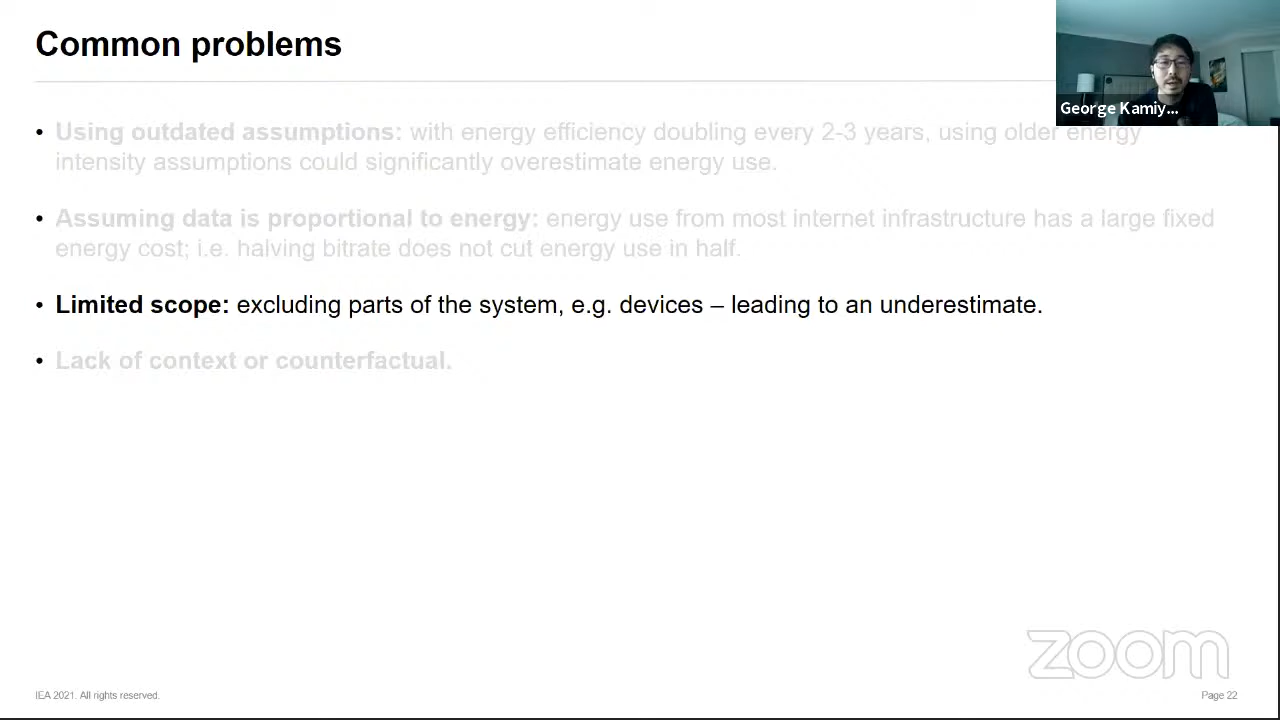 Common problems
George Kamiy...
• Using outdated assumptions: with energy efficiency doubling every 2-3 years, using older energy
intensity assumptions could significantly overestimate energy use.
• Assuming data is proportional to energy: energy use from most internet infrastructure has a large fixed
energy cost; i.e. halving bitrate does not cut energy use in half.
• Limited scope: excluding parts of the system, e.g. devices – leading to an underestimate.
• Lack of context or counterfactual.
zoom
IEA 2021. All rights reserved.
Page 22